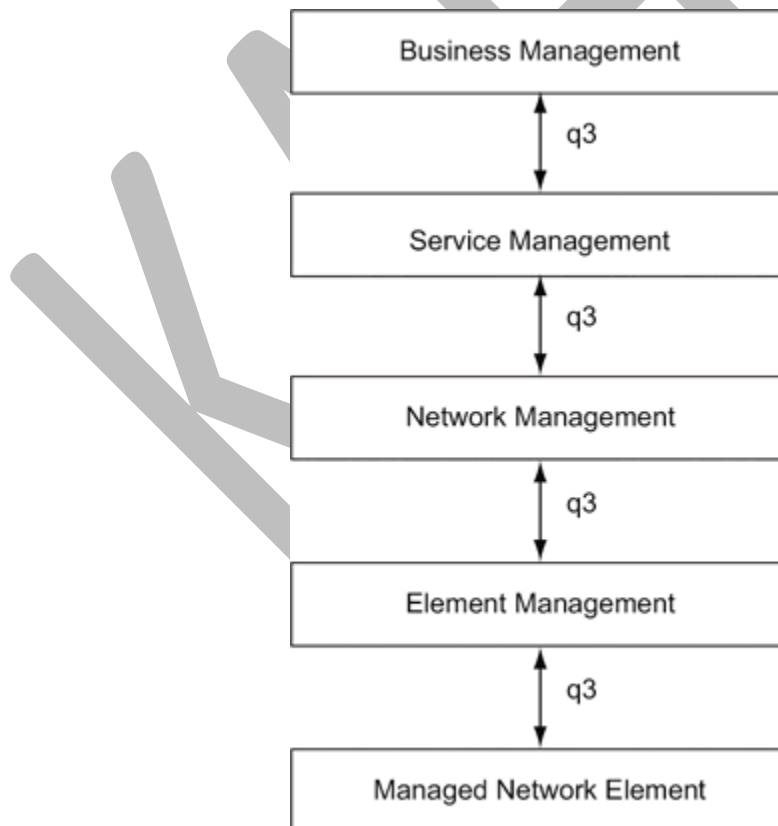 Business Management
q3
Service Management
q3
Network Management
q3
Element Management
q3
Managed Network Element